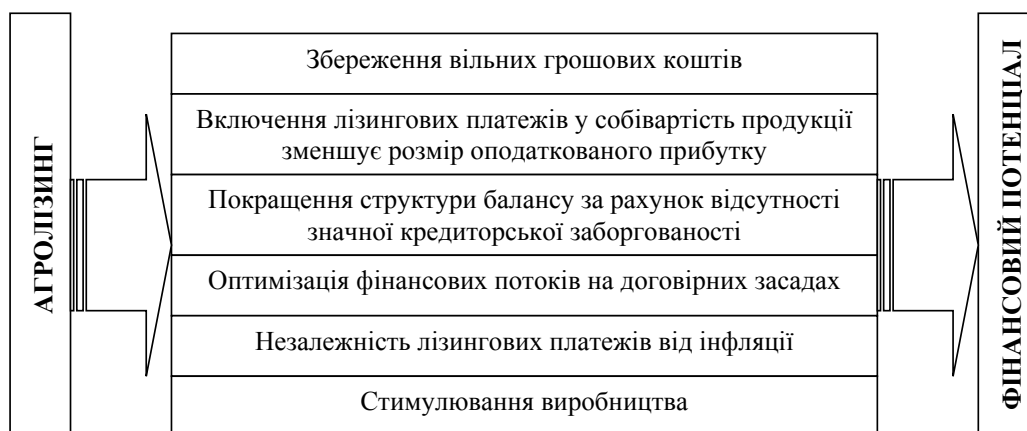 АГРОЛІЗИНГ
Збереження вільних грошових коштів
Включення лізингових платежів у собівартість продукції
зменшує розмір оподаткованого прибутку
Покращення структури балансу за рахунок відсутності
значної кредиторської заборгованості
Оптимізація фінансових потоків на договірних засадах
Незалежність лізингових платежів від інфляції
Стимулювання виробництва
ФІНАНСОВИЙ ПОТЕНЦІАЛ